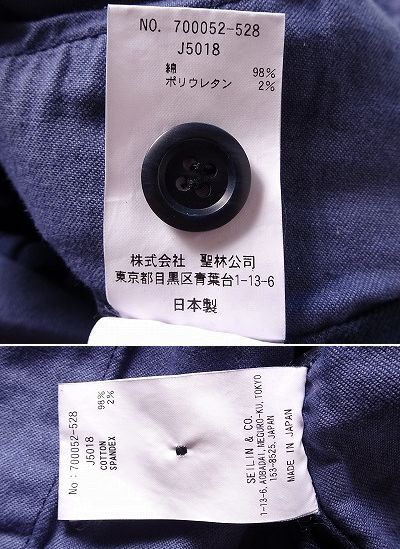 NO. 700052-528
J5018
綿 98%
ポリウレタン 2%
株式会社 聖林公司
東京都目黒区青葉台1-13-6
日本製
No: 700052-528
J5018
COTTON 98%
SPANDEX 2%
SEILIN & CO.
1-13-6, AOBADAI, MEGURO-KU, TOKYO
153-8525, JAPAN
MADE IN JAPAN